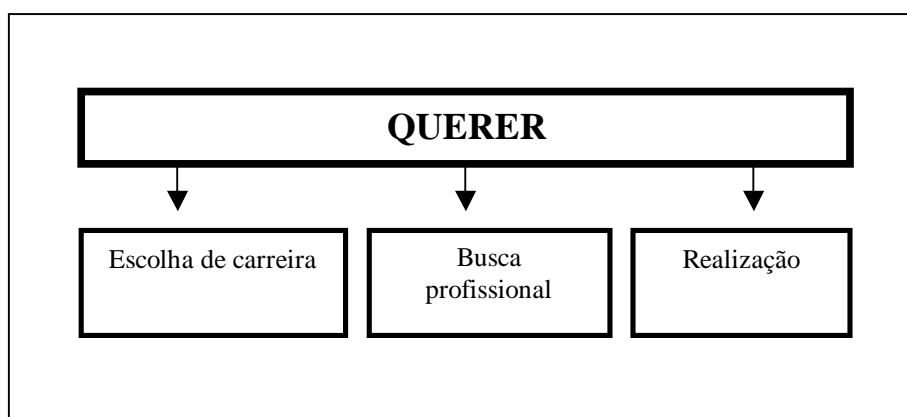 QUERER
Escolha de carreira
Busca
profissional
Realização